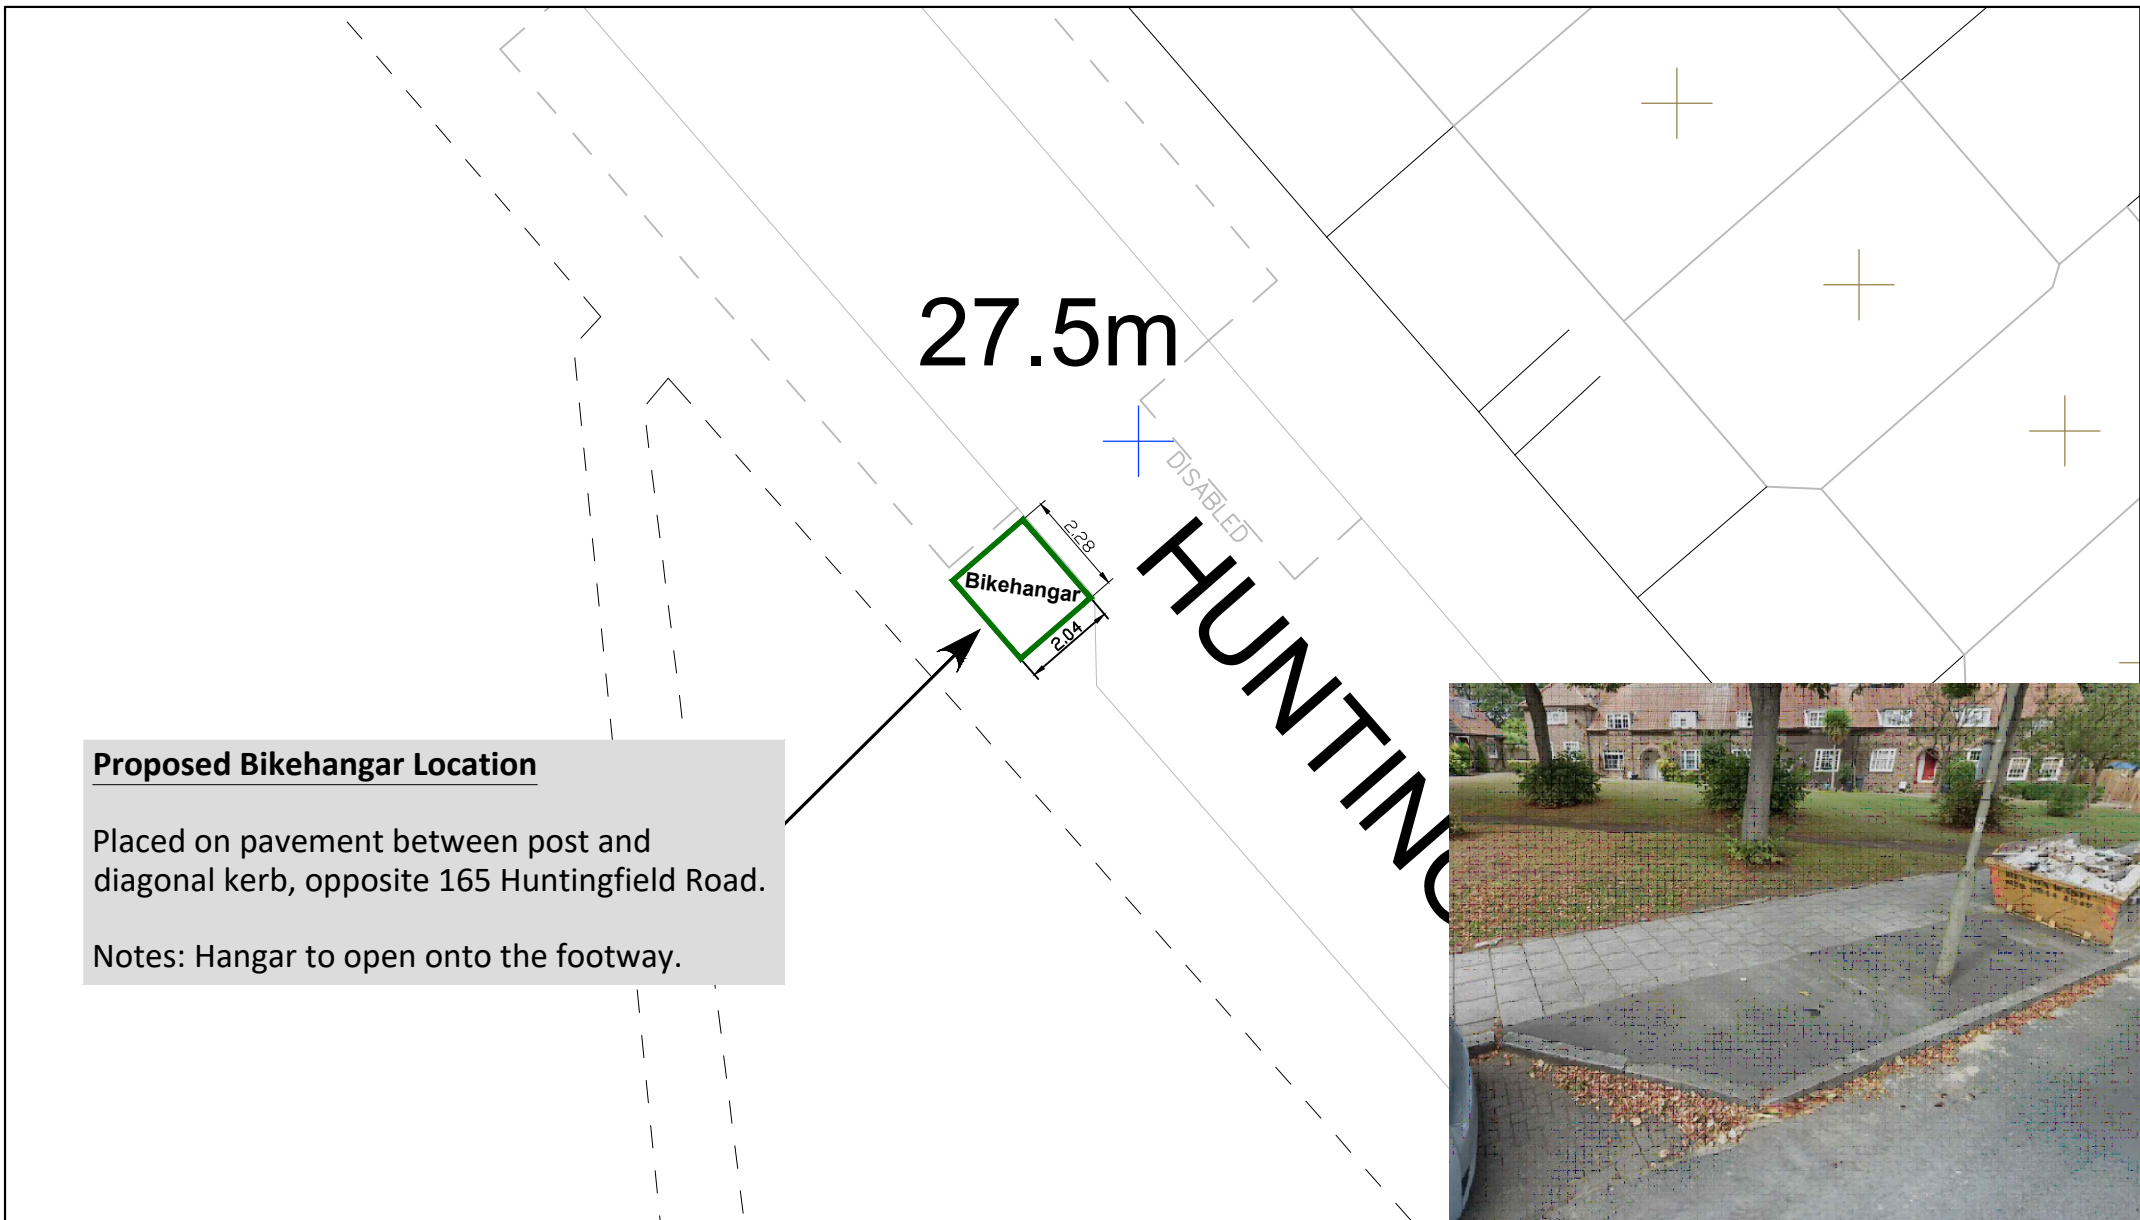 27.5m
DISABLED
2.28
Bikehangar
2.04
HUNTING
Proposed Bikehangar Location
Placed on pavement between post and
diagonal kerb, opposite 165 Huntingfield Road.
Notes: Hangar to open onto the footway.